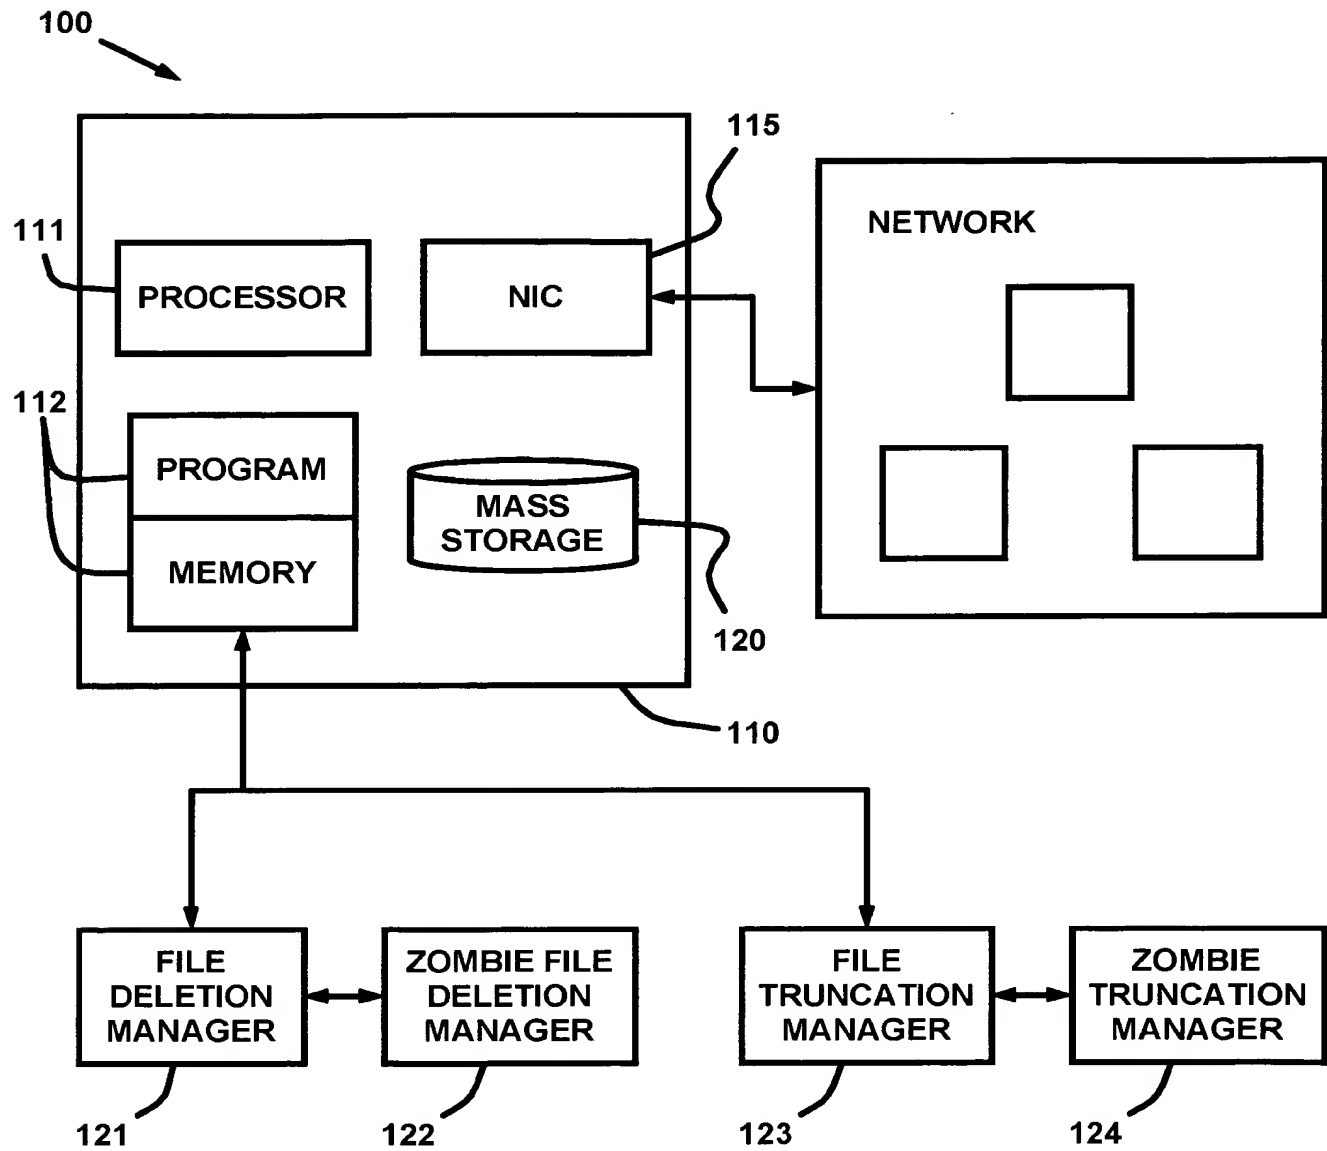 100
115
111
NETWORK
PROCESSOR
NIC
112
PROGRAM
MEMORY
MASS
STORAGE
120
110
FILE
DELETION
MANAGER
ZOMBIE FILE
DELETION
MANAGER
FILE
TRUNCATION
MANAGER
ZOMBIE
TRUNCATION
MANAGER
121
122
123
124